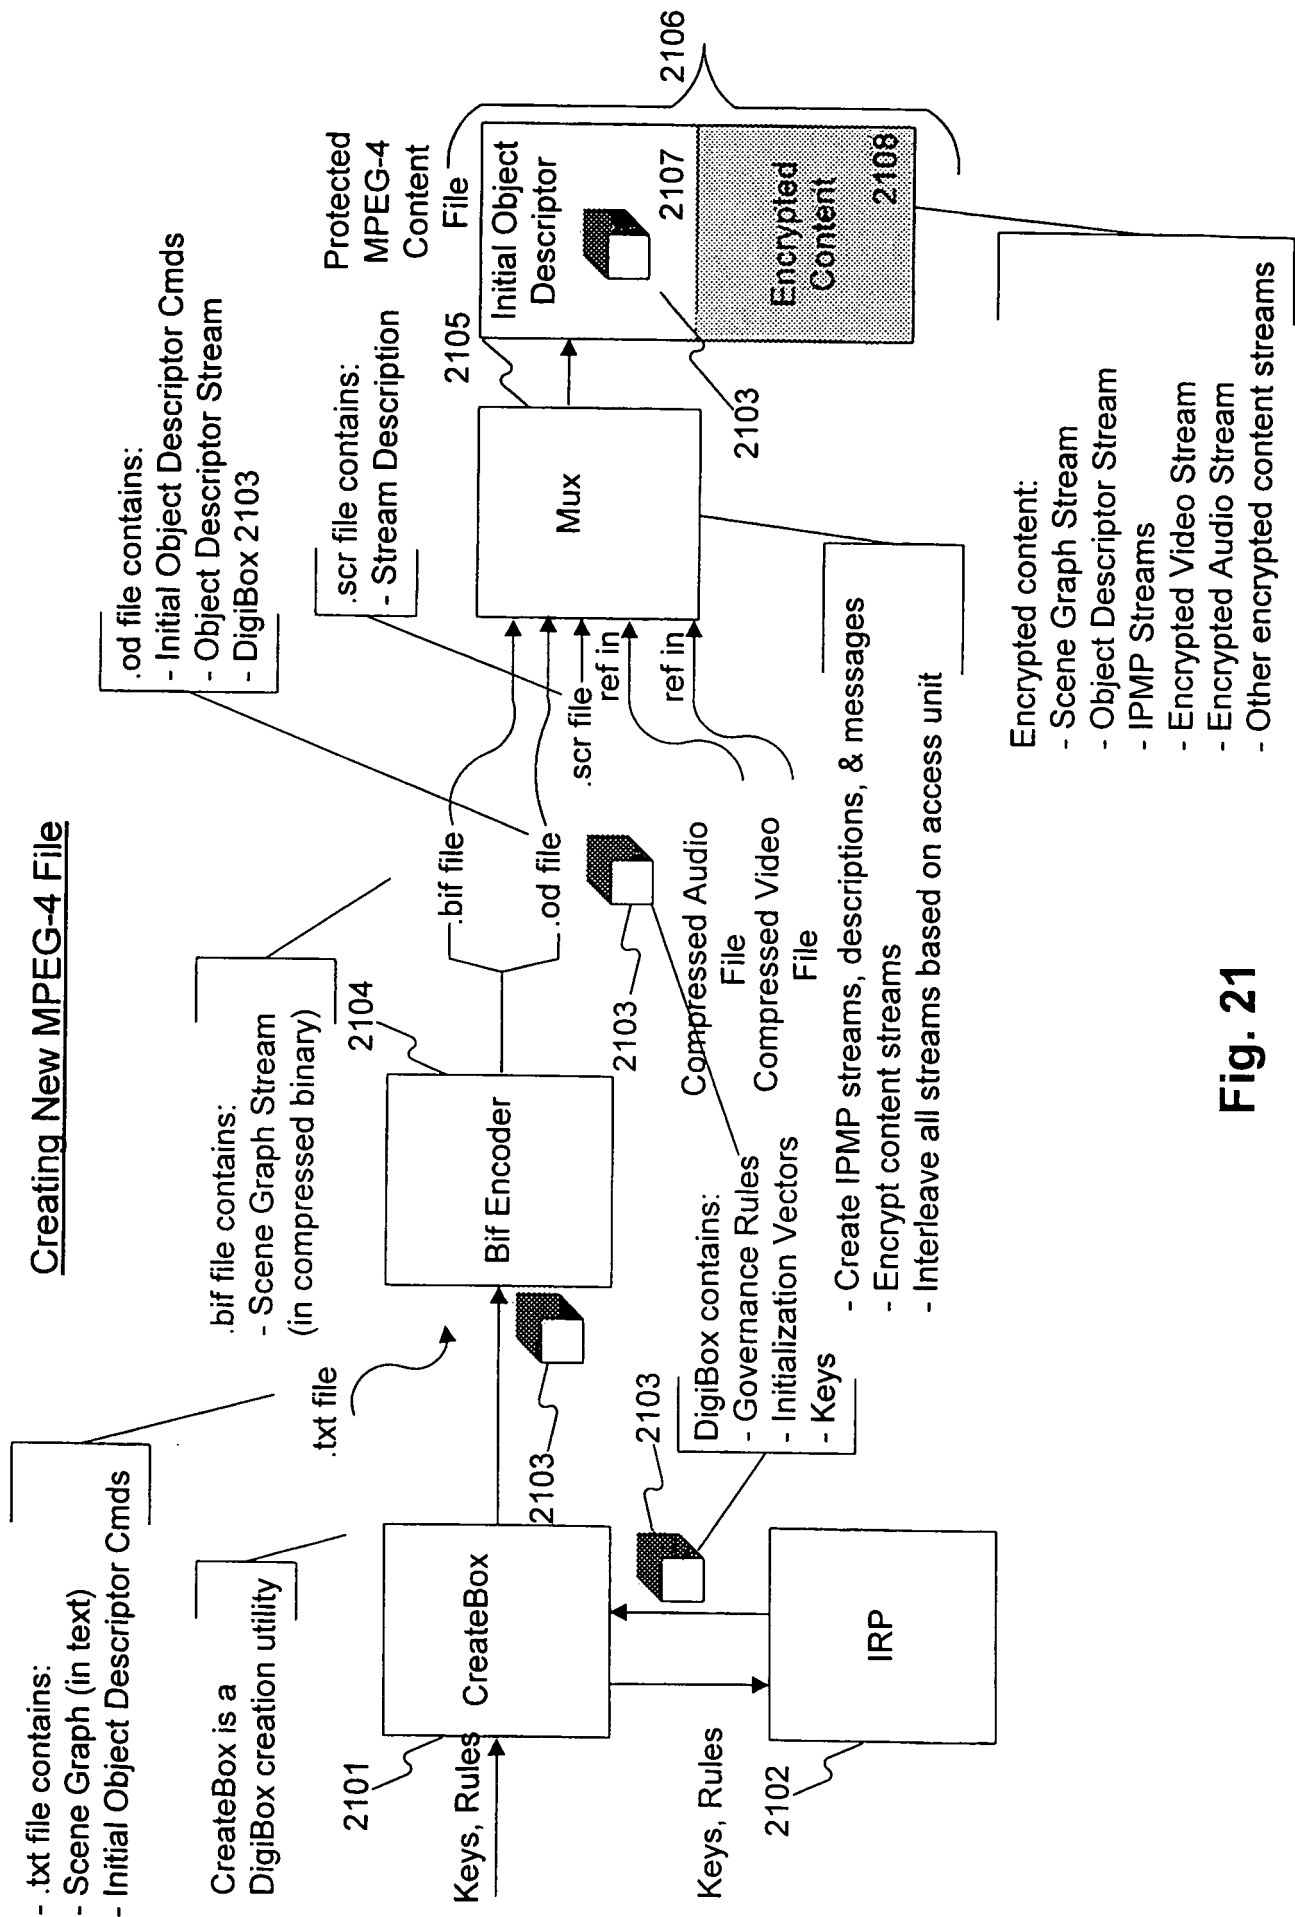 Creating New MPEG-4 File
- .txt file contains:
- Scene Graph (in text)
- Initial Object Descriptor Cmds
CreateBox is a
DigiBox creation utility
.txt file
.bif file contains:
- Scene Graph Stream
(in compressed binary)
.od file contains:
- Initial Object Descriptor Cmds
- Object Descriptor Stream
- DigiBox 2103
.scr file contains:
- Stream Description
Protected
MPEG-4
Content
File
2101
Keys, Rules
CreateBox
2103
2104
Bif Encoder
.bif file
.od file
2103
.scr file
ref in
ref in
Mux
2105
Initial Object
Descriptor
2107
2103
Encrypted
Content
2108
2106
Compressed Audio
File
Compressed Video
File
Keys, Rules
2102
IRP
2103
DigiBox contains:
- Governance Rules
- Initialization Vectors
- Keys
- Create IPMP streams, descriptions, & messages
- Encrypt content streams
- Interleave all streams based on access unit
Encrypted content:
- Scene Graph Stream
- Object Descriptor Stream
- IPMP Streams
- Encrypted Video Stream
- Encrypted Audio Stream
- Other encrypted content streams
Fig. 21